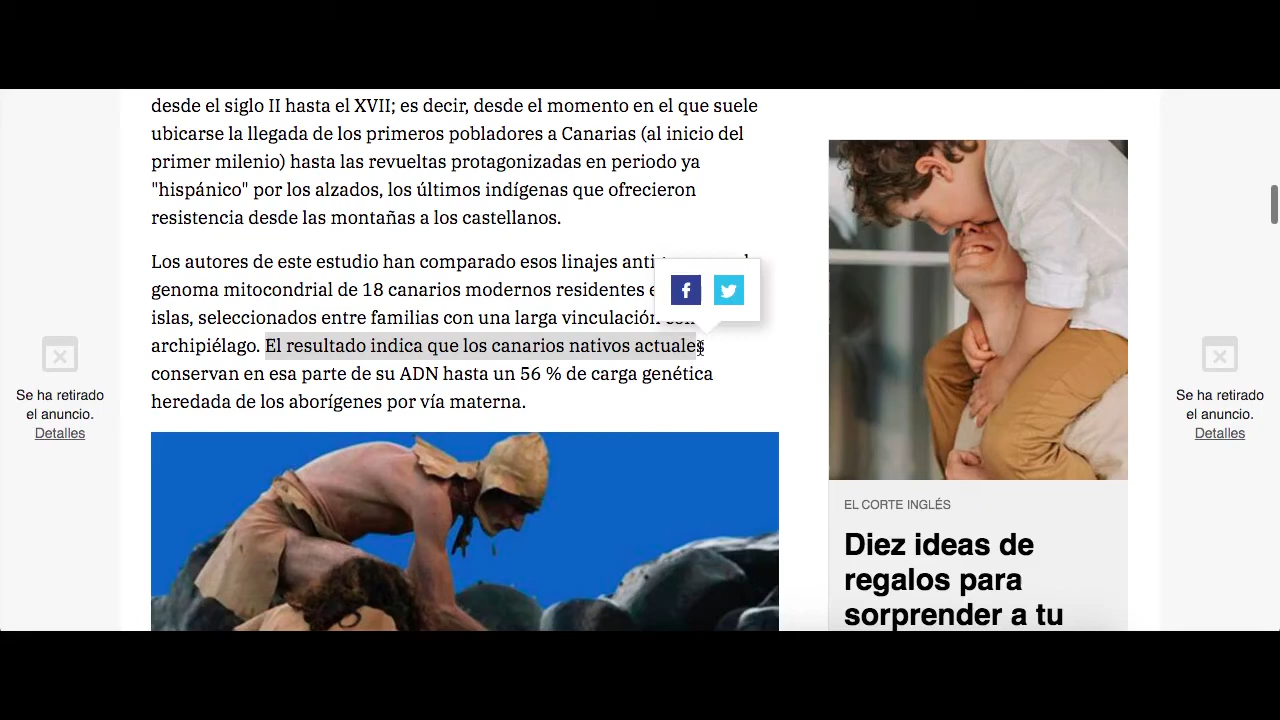 desde el siglo II hasta el XVII; es decir, desde el momento en el que suele
ubicarse la llegada de los primeros pobladores a Canarias (al inicio del
primer milenio) hasta las revueltas protagonizadas en periodo ya
"hispánico" por los alzados, los últimos indígenas que ofrecieron
resistencia desde las montañas a los castellanos.
Los autores de este estudio han comparado esos linajes
genoma mitocondrial de 18 canarios modernos residentes
islas, seleccionados entre familias con una larga vinculación
archipiélago. El resultado indica que los canarios nativos actuales
conservan en esa parte de su ADN hasta un 56 % de carga genética
heredada de los aborígenes por vía materna.
EL CORTE INGLÉS
Diez ideas de
regalos para
sorprender a tu
Se ha retirado
el anuncio.
Detalles
Se ha retirado
el anuncio.
Detalles